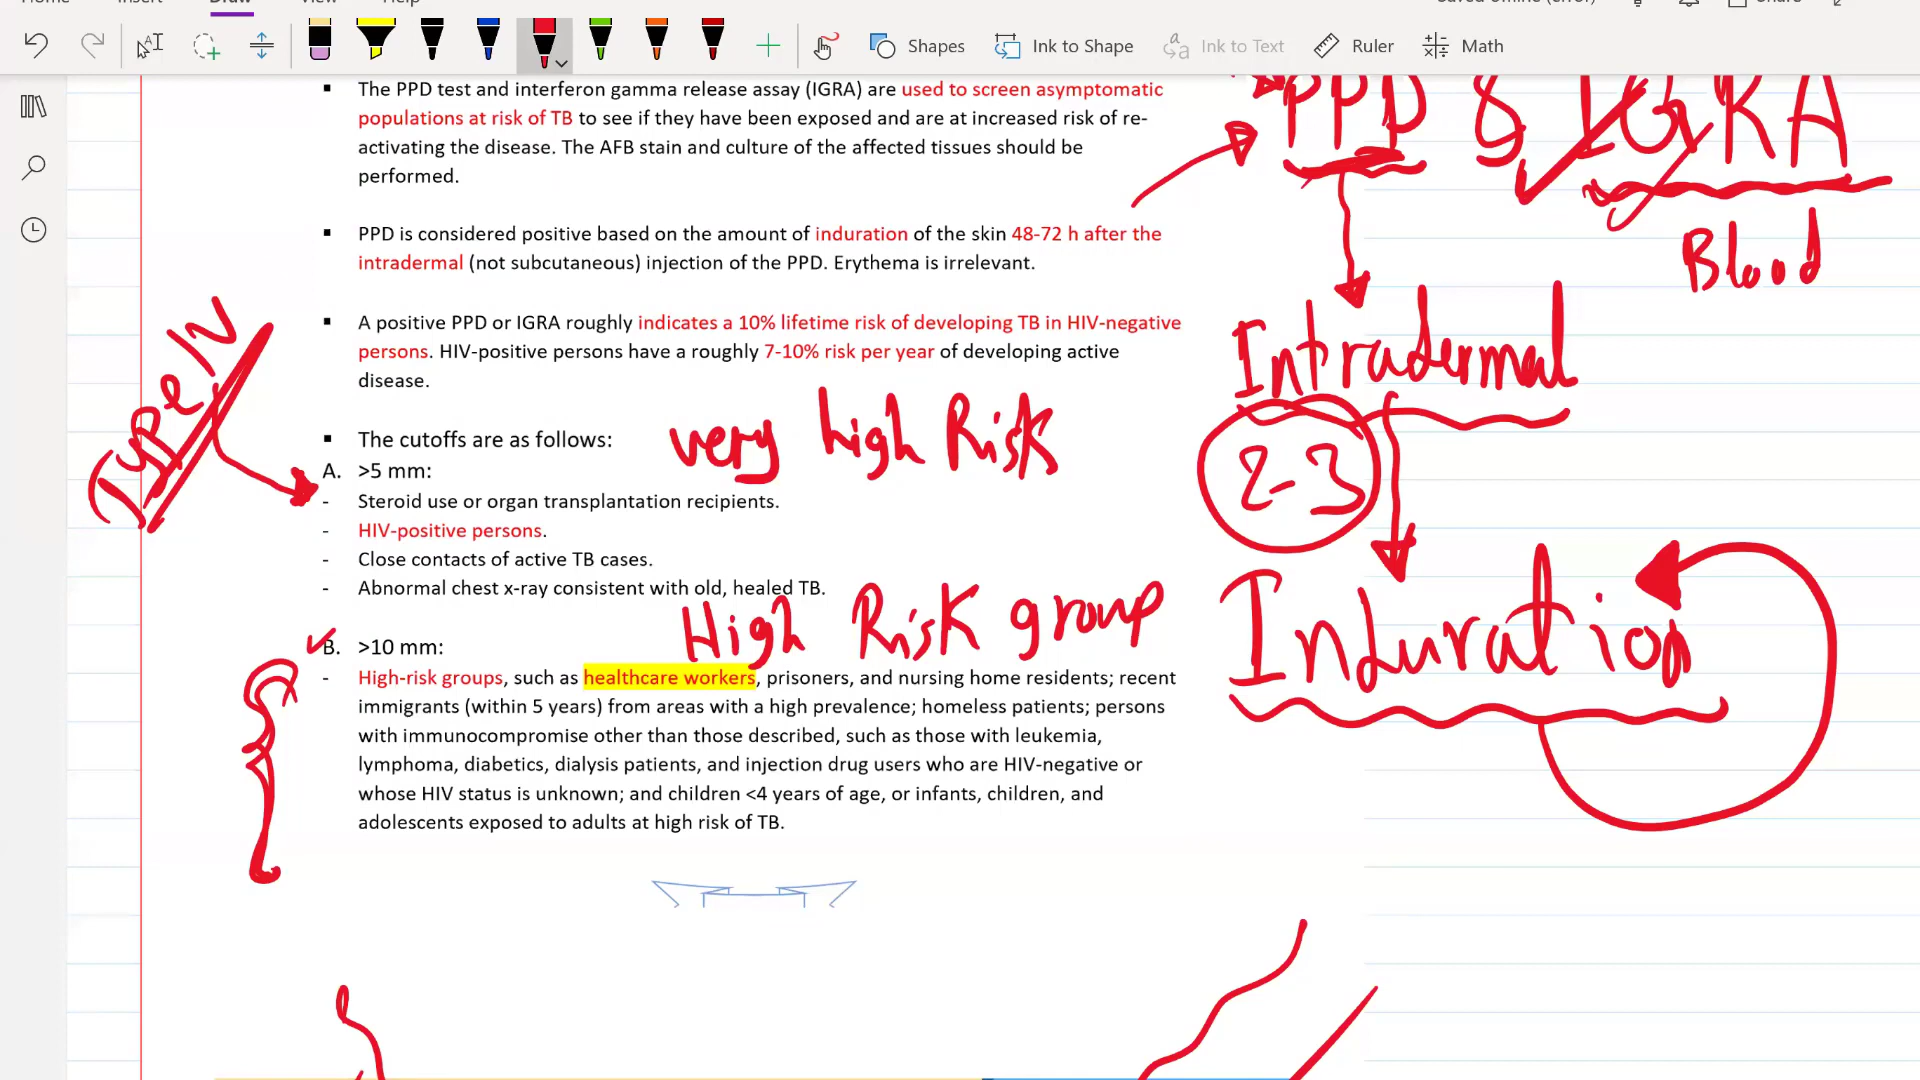 Home Insert Draw View Help Saved online (error) Share
Shapes Ink to Shape Ink to Text Ruler Math
▪ The PPD test and interferon gamma release assay (IGRA) are used to screen asymptomatic
populations at risk of TB to see if they have been exposed and are at increased risk of re-
activating the disease. The AFB stain and culture of the affected tissues should be
performed.
▪ PPD is considered positive based on the amount of induration of the skin 48-72 h after the
intradermal (not subcutaneous) injection of the PPD. Erythema is irrelevant.
▪ A positive PPD or IGRA roughly indicates a 10% lifetime risk of developing TB in HIV-negative
persons. HIV-positive persons have a roughly 7-10% risk per year of developing active
disease.
▪ The cutoffs are as follows:
very high Risk
A. >5 mm:
- Steroid use or organ transplantation recipients.
- HIV-positive persons.
- Close contacts of active TB cases.
- Abnormal chest x-ray consistent with old, healed TB.
High Risk group
B. >10 mm:
- High-risk groups, such as healthcare workers, prisoners, and nursing home residents; recent
immigrants (within 5 years) from areas with a high prevalence; homeless patients; persons
with immunocompromise other than those described, such as those with leukemia,
lymphoma, diabetics, dialysis patients, and injection drug users who are HIV-negative or
whose HIV status is unknown; and children <4 years of age, or infants, children, and
adolescents exposed to adults at high risk of TB.
Type IV
PPD & IGRA
Blood
Intradermal
2-3
Induration